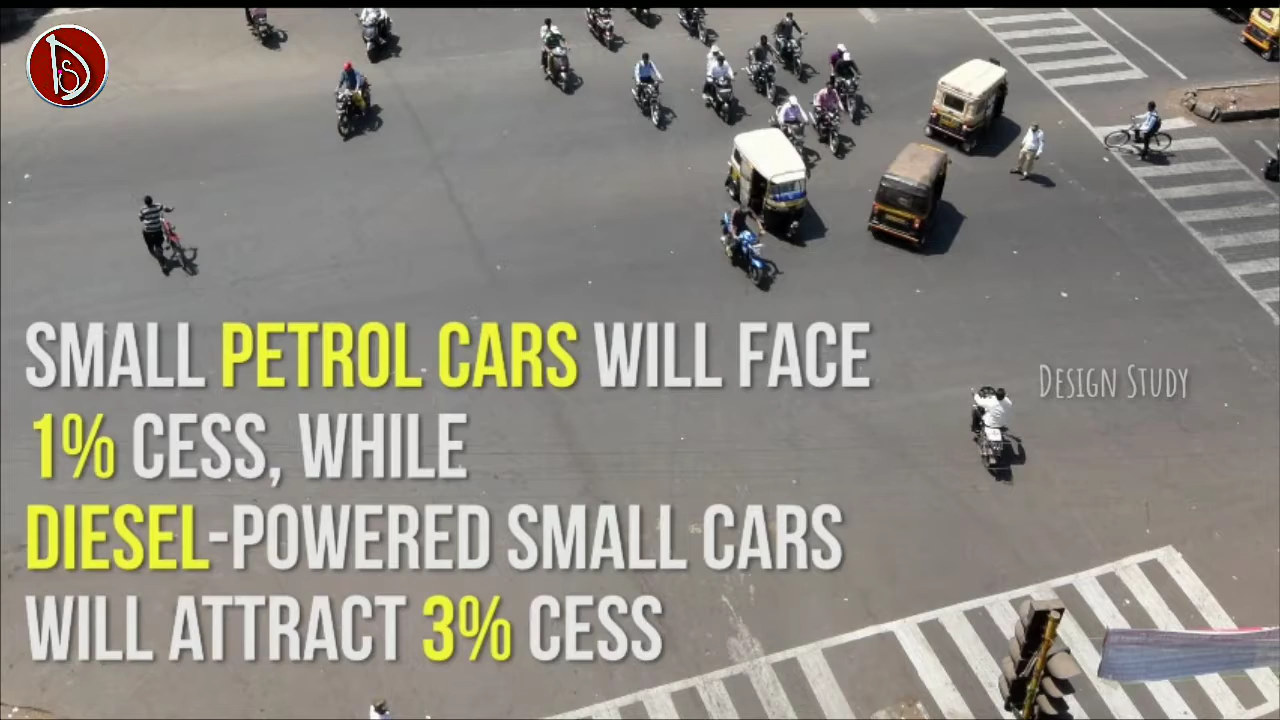 SMALL PETROL CARS WILL FACE
1% CESS, WHILE
DIESEL-POWERED SMALL CARS
WILL ATTRACT 3% CESS
DESIGN STUDY